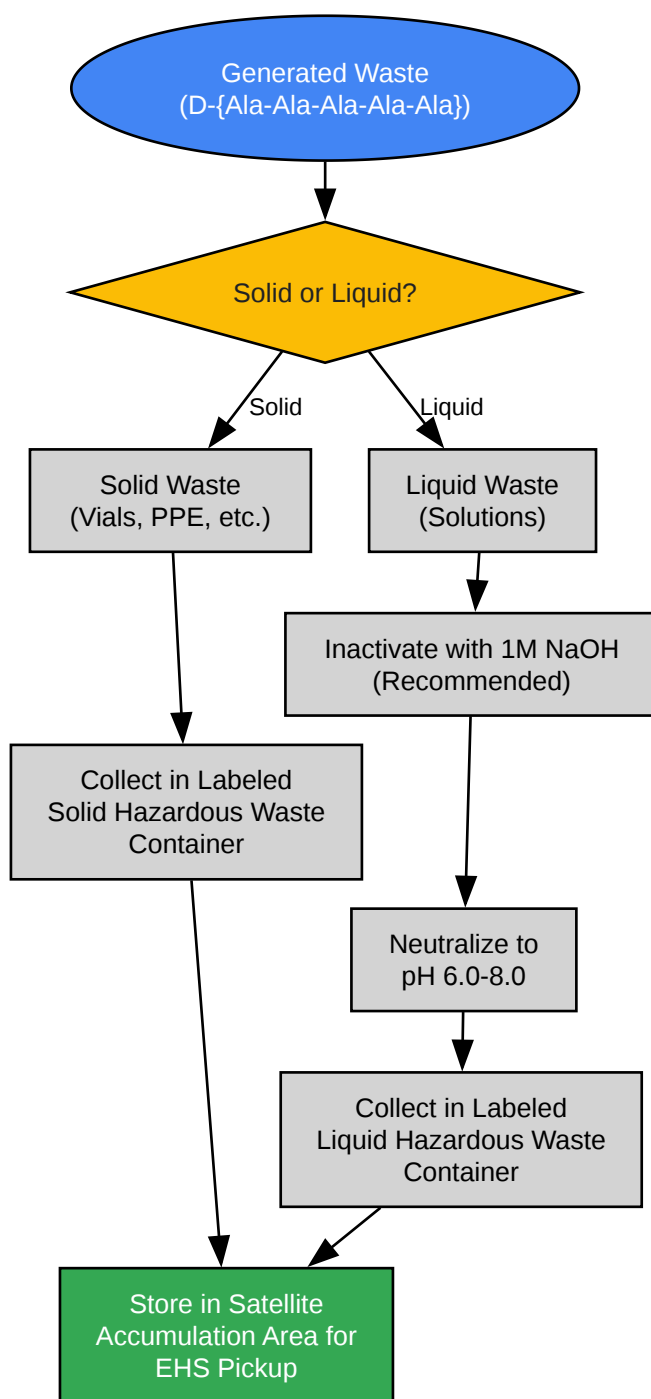 Generated Waste
(D-{Ala-Ala-Ala-Ala-Ala})
Solid or Liquid?
Solid
Liquid
Solid Waste
(Vials, PPE, etc.)
Liquid Waste
(Solutions)
Inactivate with 1M NaOH
(Recommended)
Collect in Labeled
Solid Hazardous Waste
Container
Neutralize to
pH 6.0-8.0
Collect in Labeled
Liquid Hazardous Waste
Container
Store in Satellite
Accumulation Area for
EHS Pickup